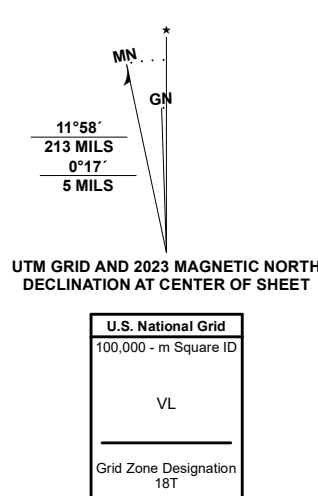 ★
MN
GN
11°58´
213 MILS
0°17´
5 MILS
UTM GRID AND 2023 MAGNETIC NORTH
DECLINATION AT CENTER OF SHEET
U.S. National Grid
100,000 - m Square ID
VL
Grid Zone Designation
18T